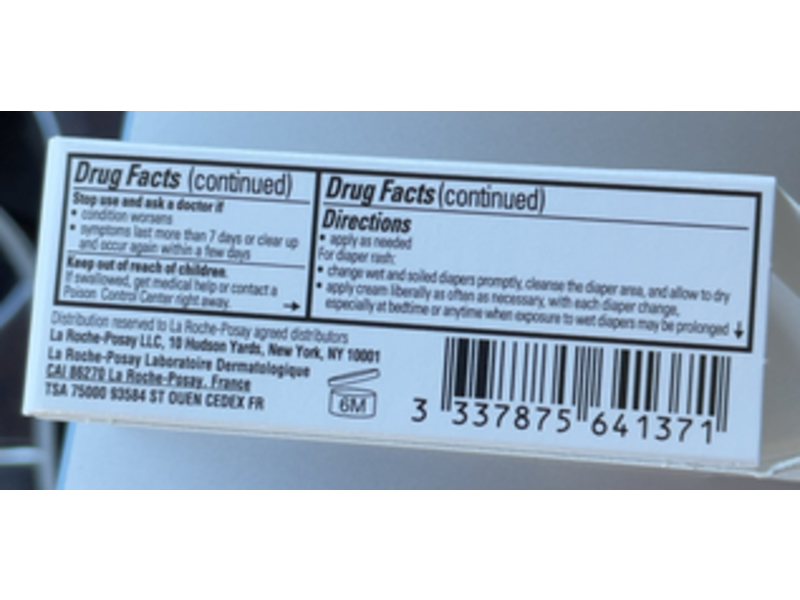 Drug Facts (continued)
Stop use and ask a doctor if
• condition worsens
• symptoms last more than 7 days or clear up
and occur again within a few days
Keep out of reach of children.
If swallowed, get medical help or contact a
Poison Control Center right away.
Drug Facts (continued)
Directions
• apply as needed
For diaper rash:
• change wet and soiled diapers promptly, cleanse the diaper area, and allow to dry
• apply cream liberally as often as necessary, with each diaper change,
especially at bedtime or anytime when exposure to wet diapers may be prolonged
Distribution reserved to La Roche-Posay agreed distributors
La Roche-Posay LLC, 10 Hudson Yards, New York, NY 10001
La Roche-Posay Laboratoire Dermatologique
CAI 86270 La Roche-Posay, France
TSA 75000 93584 ST OUEN CEDEX FR
6M
3 337875 641371